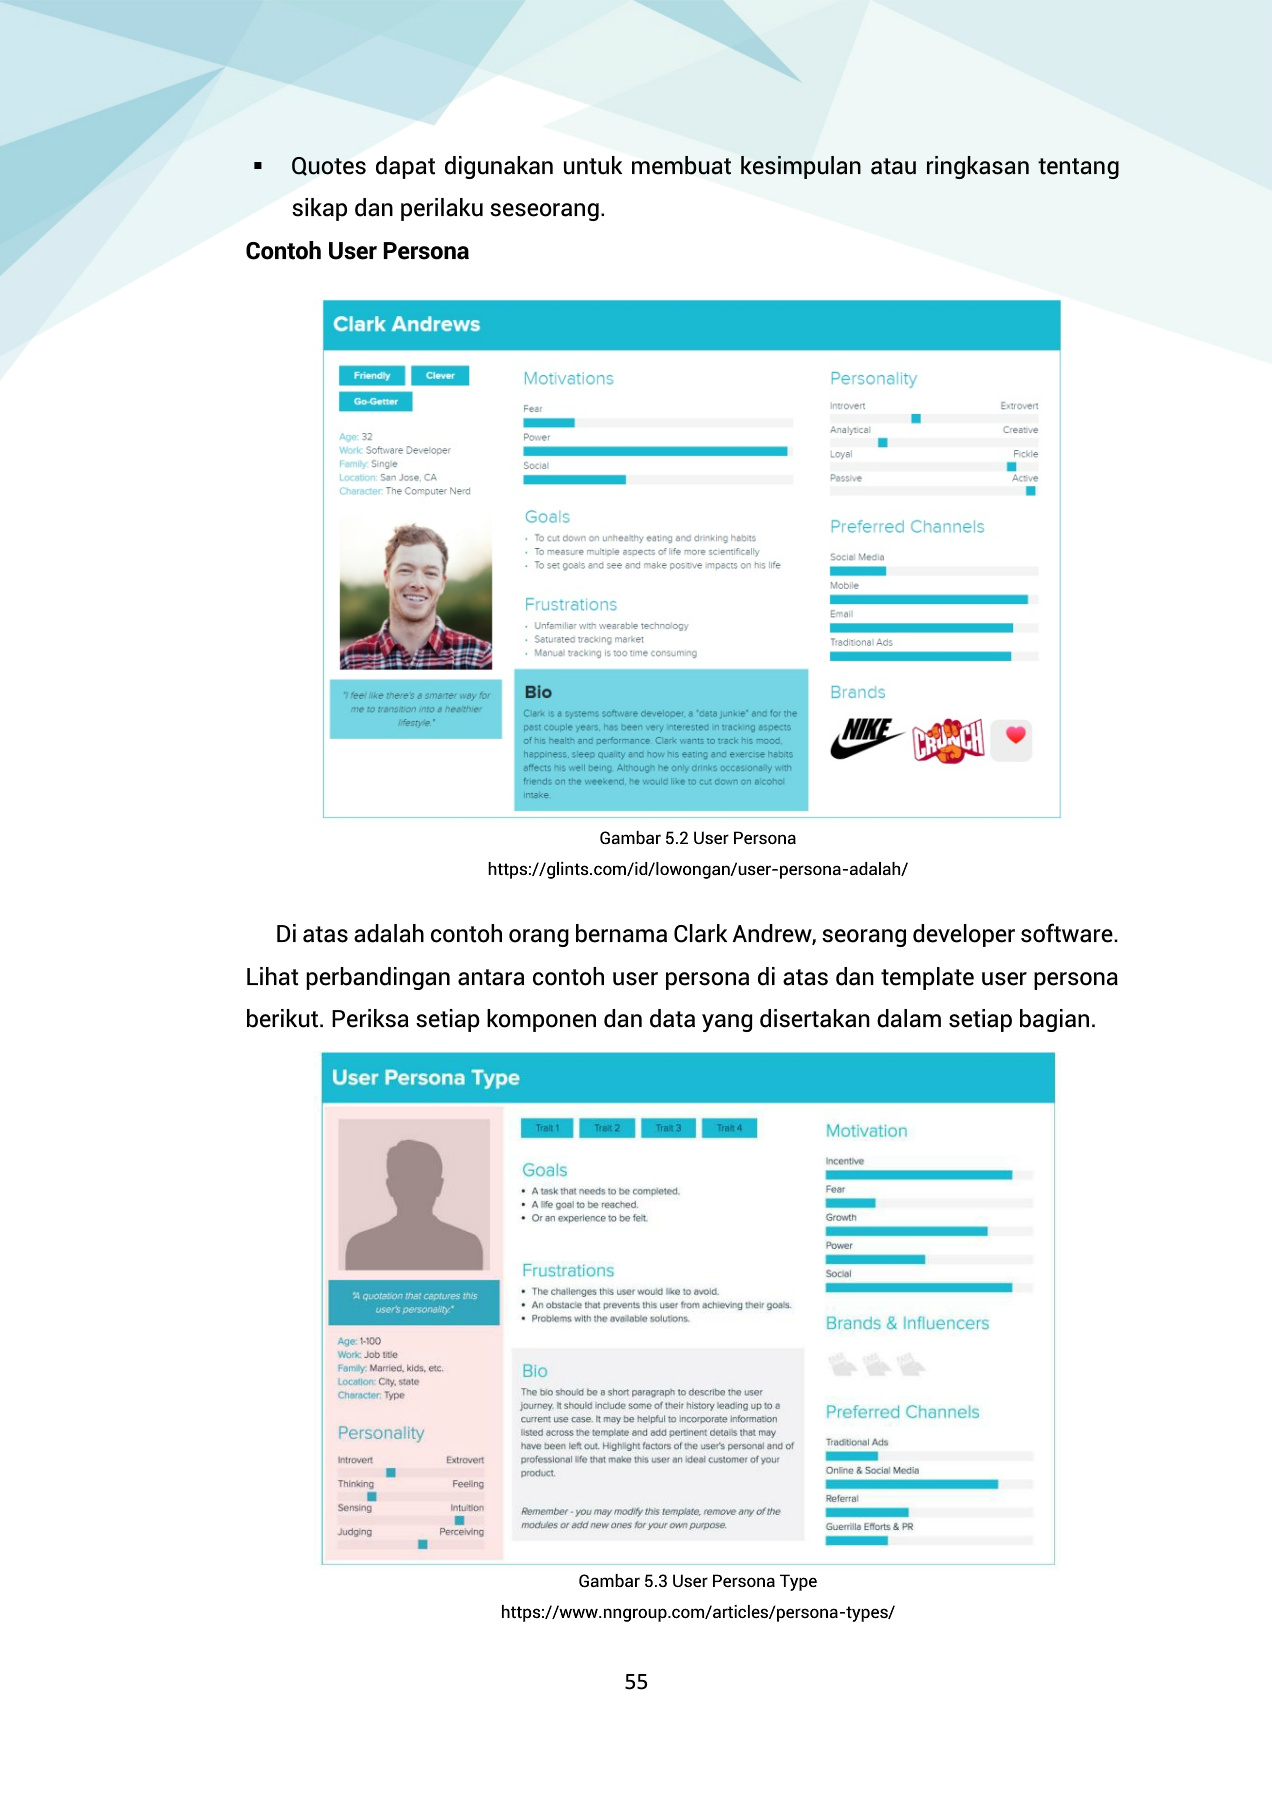 ▪ Quotes dapat digunakan untuk membuat kesimpulan atau ringkasan tentang
sikap dan perilaku seseorang.
Contoh User Persona
Clark Andrews
Friendly
Clever
Go-Getter
Age: 32
Work: Software Developer
Family: Single
Location: San Jose, CA
Character: The Computer Nerd
"I feel like there's a smarter way for
me to transition into a healthier
lifestyle."
Motivations
Fear
Power
Social
Goals
• To cut down on unhealthy eating and drinking habits
• To measure multiple aspects of life more scientifically
• To set goals and see and make positive impacts on his life
Frustrations
• Unfamiliar with wearable technology
• Saturated tracking market
• Manual tracking is too time consuming
Bio
Clark is a systems software developer, a "data junkie" and for the
past couple years, has been very interested in tracking aspects
of his health and performance. Clark wants to track his mood,
happiness, sleep quality and how his eating and exercise habits
affects his well being. Although he only drinks occasionally with
friends on the weekend, he would like to cut down on alcohol
intake.
Personality
Introvert Extrovert
Analytical Creative
Loyal Fickle
Passive Active
Preferred Channels
Social Media
Mobile
Email
Traditional Ads
Brands
NIKE
CRUNCH
Gambar 5.2 User Persona
https://glints.com/id/lowongan/user-persona-adalah/
Di atas adalah contoh orang bernama Clark Andrew, seorang developer software.
Lihat perbandingan antara contoh user persona di atas dan template user persona
berikut. Periksa setiap komponen dan data yang disertakan dalam setiap bagian.
User Persona Type
"A quotation that captures this
user's personality."
Age: 1-100
Work: Job title
Family: Married, kids, etc.
Location: City, state
Character: Type
Personality
Introvert Extrovert
Thinking Feeling
Sensing Intuition
Judging Perceiving
Trait 1
Trait 2
Trait 3
Trait 4
Goals
• A task that needs to be completed.
• A life goal to be reached.
• Or an experience to be felt.
Frustrations
• The challenges this user would like to avoid.
• An obstacle that prevents this user from achieving their goals.
• Problems with the available solutions.
Bio
The bio should be a short paragraph to describe the user
journey. It should include some of their history leading up to a
current use case. It may be helpful to incorporate information
listed across the template and add pertinent details that may
have been left out. Highlight factors of the user's personal and of
professional life that make this user an ideal customer of your
product.
Remember - you may modify this template, remove any of the
modules or add new ones for your own purpose.
Motivation
Incentive
Fear
Growth
Power
Social
Brands & Influencers
Preferred Channels
Traditional Ads
Online & Social Media
Referral
Guerrilla Efforts & PR
Gambar 5.3 User Persona Type
https://www.nngroup.com/articles/persona-types/
55